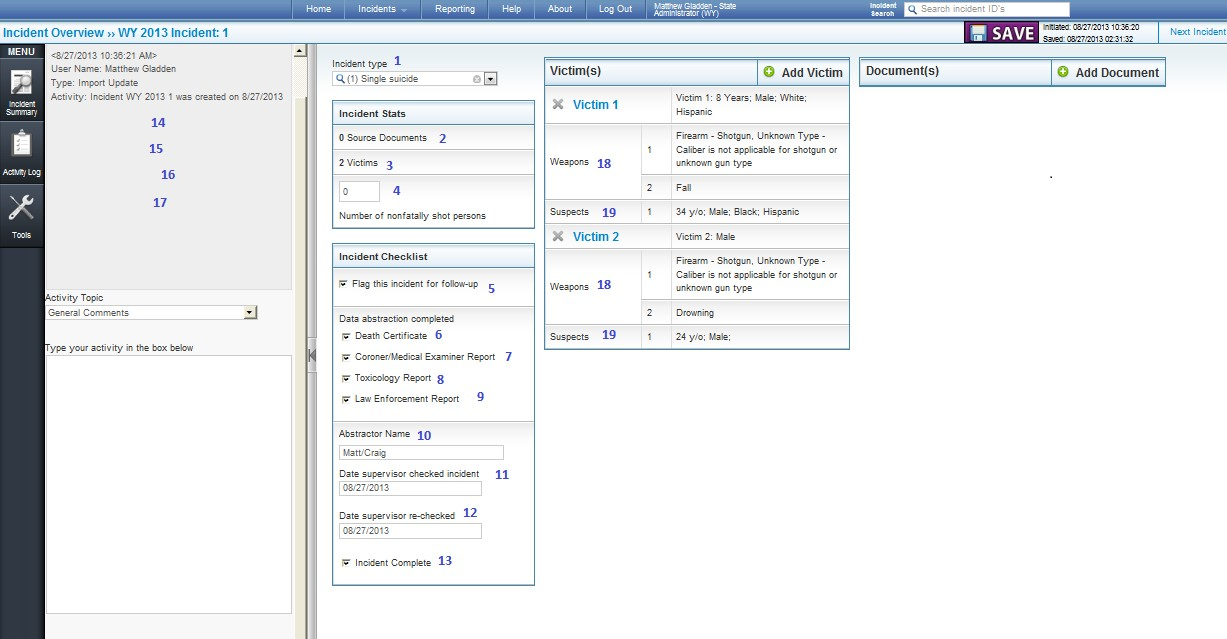 Home Incidents Reporting Help About Log Out Matthew Gladden - State
Administrator (WY)
Incident
Search
Search incident ID's
Incident Overview ›› WY 2013 Incident: 1
SAVE
Initiated: 08/27/2013 10:36:20
Saved: 08/27/2013 02:31:32
Next Incident
MENU
Incident
Summary
Activity Log
Tools
<8/27/2013 10:36:21 AM>
User Name: Matthew Gladden
Type: Import Update
Activity: Incident WY 2013 1 was created on 8/27/2013
14
15
16
17
Activity Topic
General Comments
Type your activity in the box below
Incident type 1
(1) Single suicide
Incident Stats
0 Source Documents 2
2 Victims 3
0 4
Number of nonfatally shot persons
Incident Checklist
Flag this incident for follow-up 5
Data abstraction completed
Death Certificate 6
Coroner/Medical Examiner Report 7
Toxicology Report 8
Law Enforcement Report 9
Abstractor Name 10
Matt/Craig
Date supervisor checked incident 11
08/27/2013
Date supervisor re-checked 12
08/27/2013
Incident Complete 13
Victim(s) Add Victim
Victim 1 Victim 1: 8 Years; Male; White;
Hispanic
Weapons 18
1 Firearm - Shotgun, Unknown Type -
Caliber is not applicable for shotgun or
unknown gun type
2 Fall
Suspects 19 1 34 y/o; Male; Black; Hispanic
Victim 2 Victim 2: Male
Weapons 18
1 Firearm - Shotgun, Unknown Type -
Caliber is not applicable for shotgun or
unknown gun type
2 Drowning
Suspects 19 1 24 y/o; Male;
Document(s) Add Document